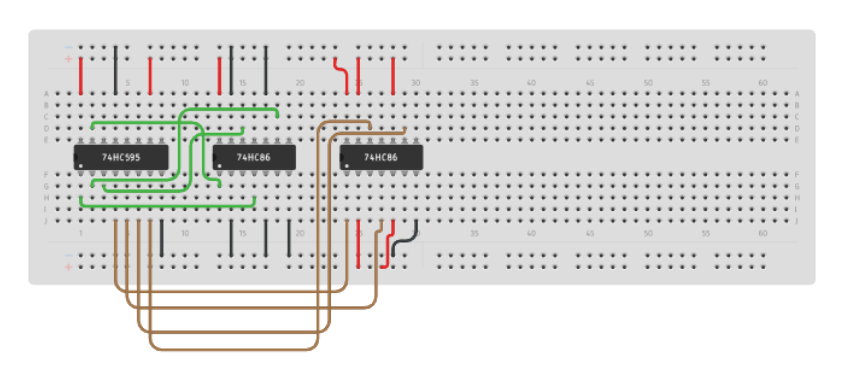 − +
5 10 15 20 25 30 35 40 45 50 55 60
A A
B B
C C
D D
E E
74HC595 74HC86 74HC86
F F
G G
H H
I I
J J
1 5 10 15 20 25 30 35 40 45 50 55 60
− +